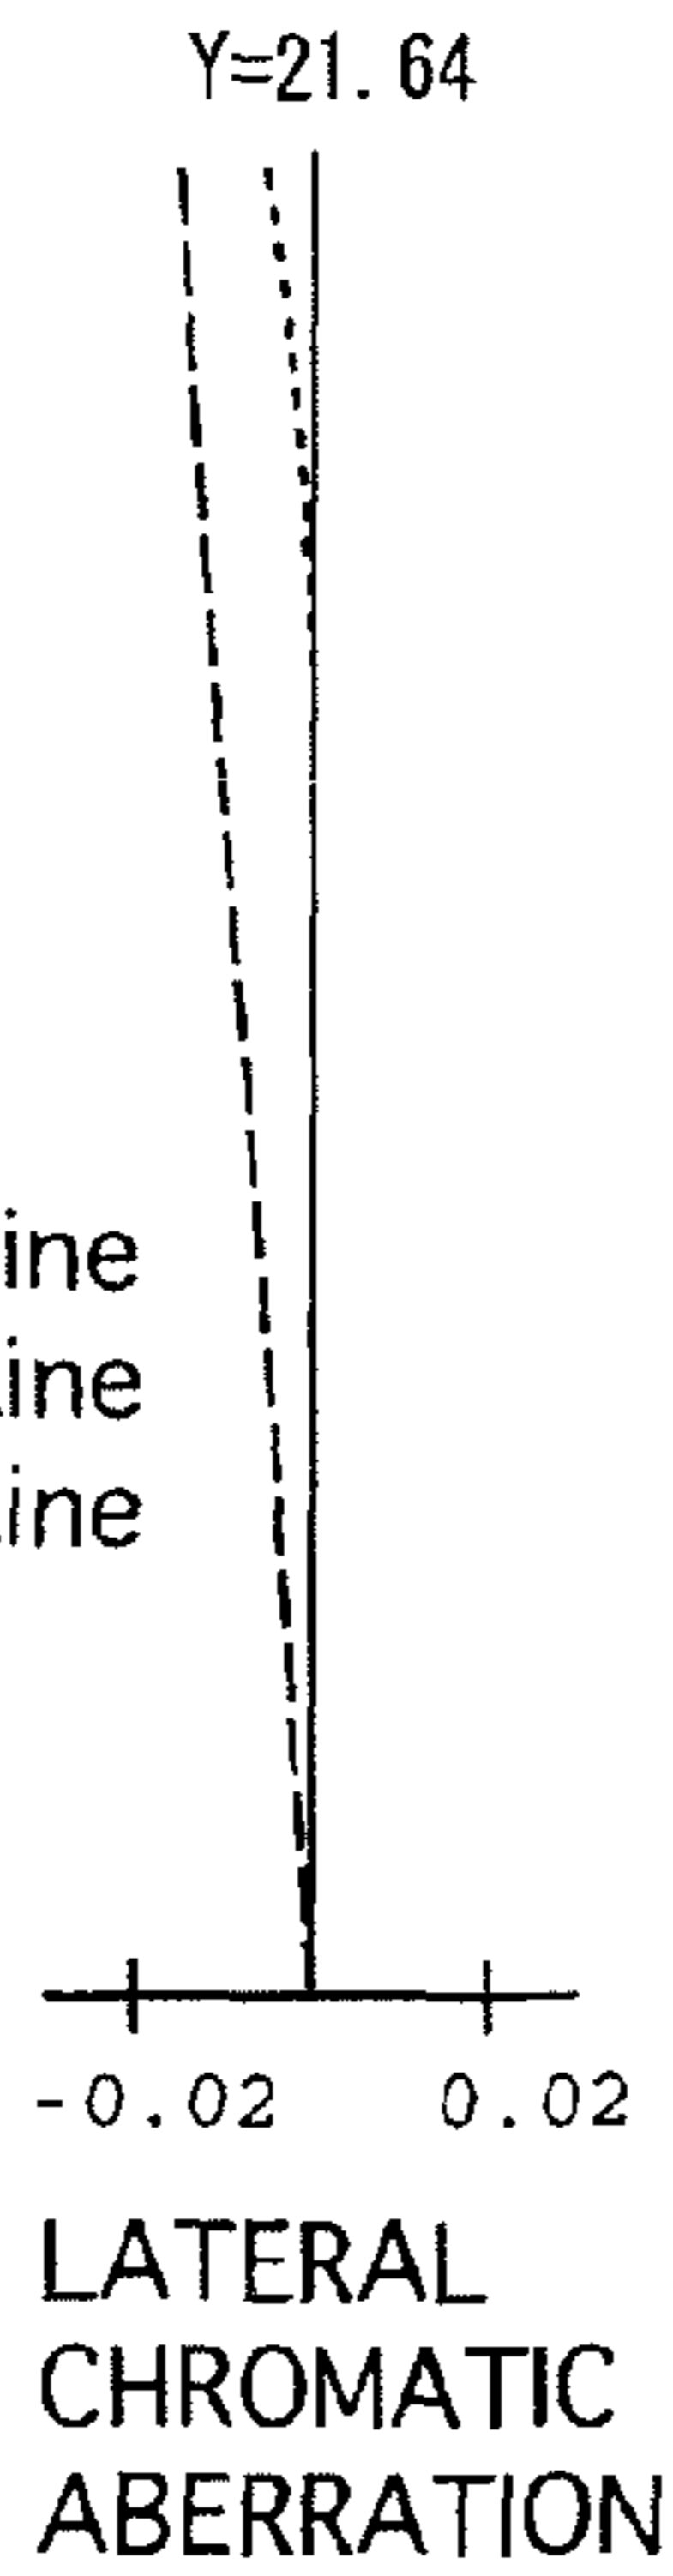 Y=21.64
ine
ine
ine
-0.02 0.02
LATERAL
CHROMATIC
ABERRATION